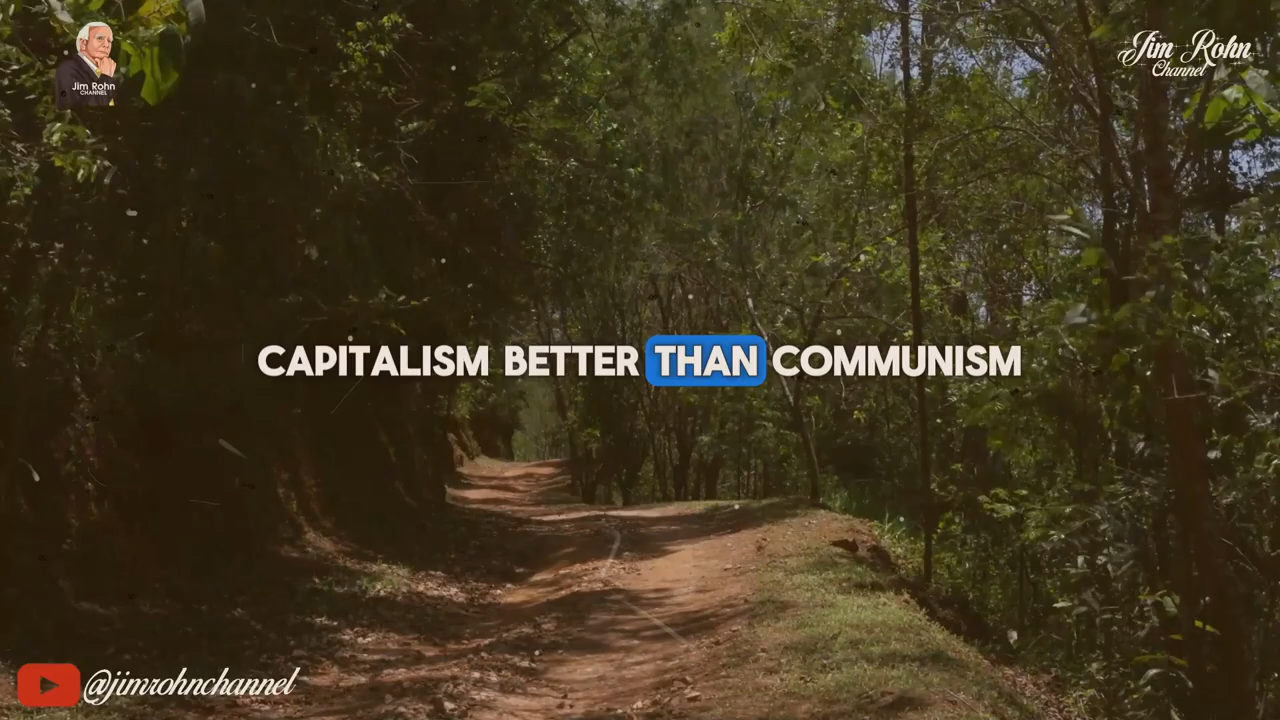 Jim Rohn
CHANNEL
Jim Rohn
Channel
CAPITALISM BETTER THAN COMMUNISM
@jimrohnchannel